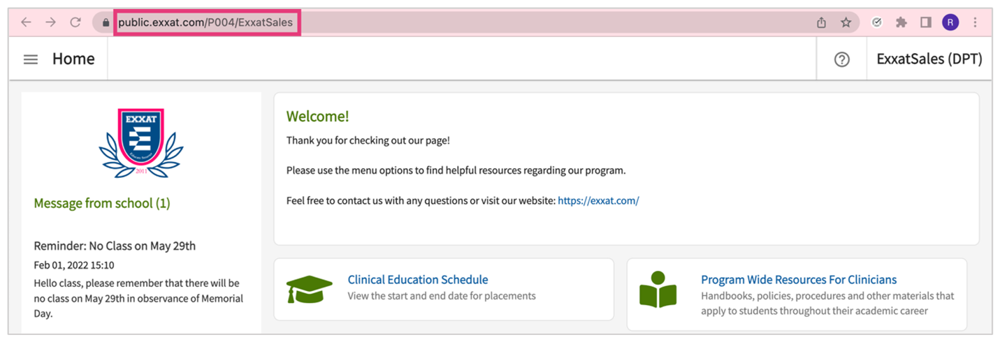 public.exxat.com/P004/ExxatSales
R
Home
ExxatSales (DPT)
EXXAT
2011
Message from school (1)
Reminder: No Class on May 29th
Feb 01, 2022 15:10
Hello class, please remember that there will be
no class on May 29th in observance of Memorial
Day.
Welcome!
Thank you for checking out our page!
Please use the menu options to find helpful resources regarding our program.
Feel free to contact us with any questions or visit our website: https://exxat.com/
Clinical Education Schedule
View the start and end date for placements
Program Wide Resources For Clinicians
Handbooks, policies, procedures and other materials that
apply to students throughout their academic career